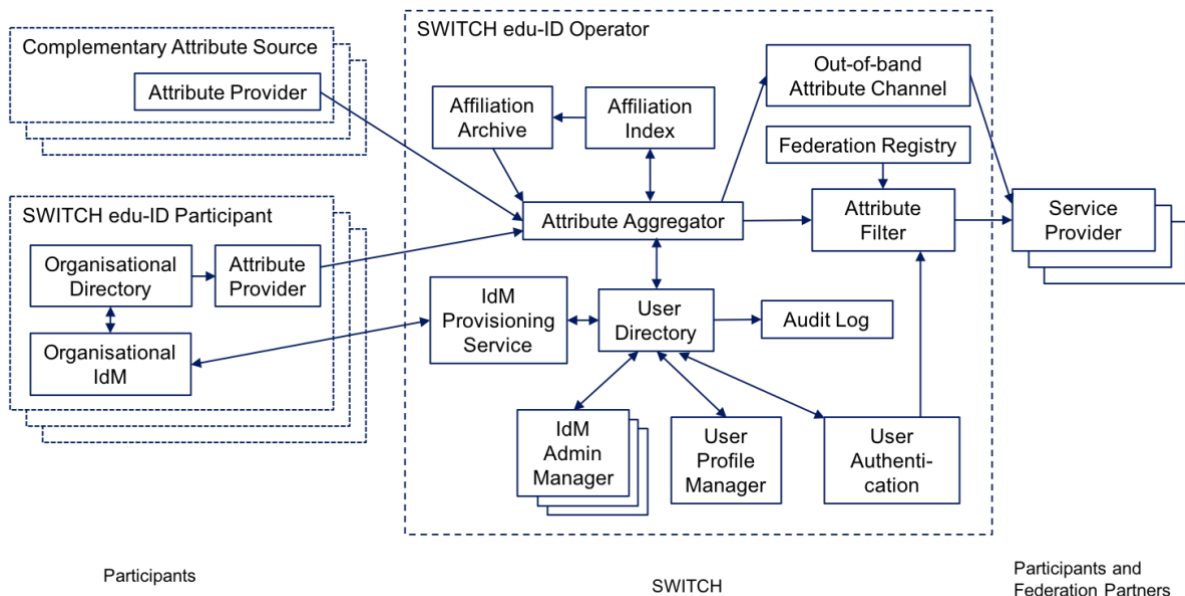 Complementary Attribute Source
Attribute Provider
SWITCH edu-ID Participant
Organisational
Directory
Attribute
Provider
Organisational
IdM
SWITCH edu-ID Operator
Out-of-band
Attribute Channel
Affiliation
Archive
Affiliation
Index
Federation Registry
Attribute Aggregator
Attribute
Filter
Service
Provider
IdM
Provisioning
Service
User
Directory
Audit Log
IdM
Admin
Manager
User
Profile
Manager
User
Authenti-
cation
Participants
SWITCH
Participants and
Federation Partners